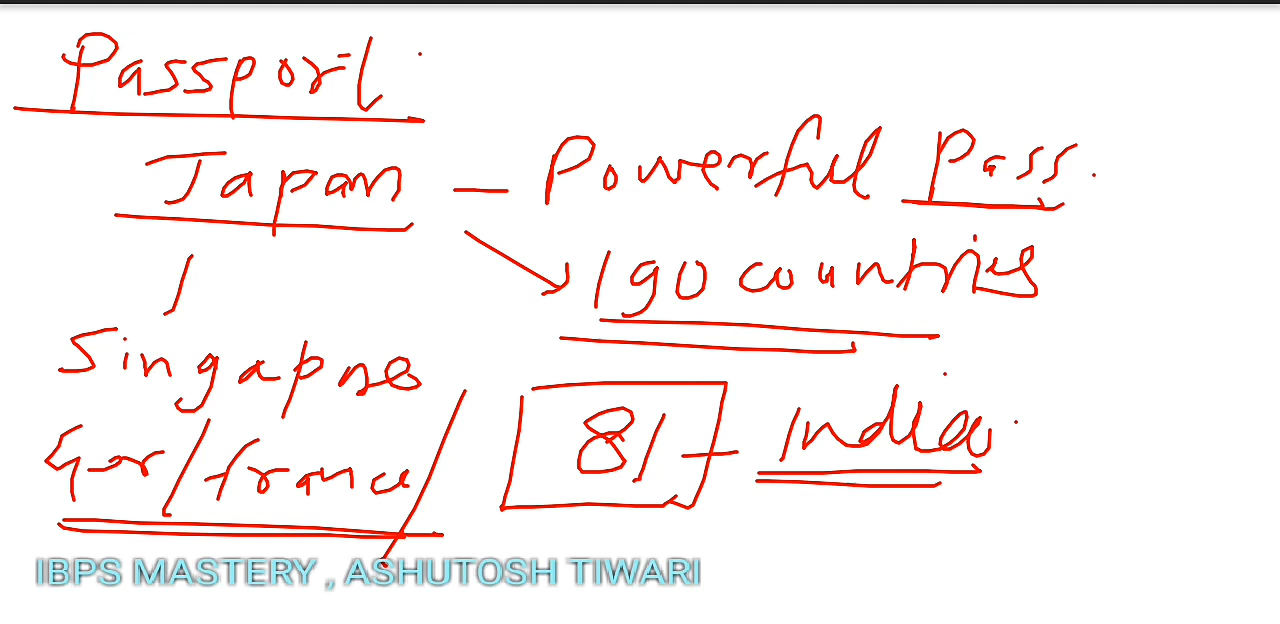 Passport
Japan - Powerful Pass.
190 countries
Singapore
Ger/france/ 81 - India
IBPS MASTERY , ASHUTOSH TIWARI